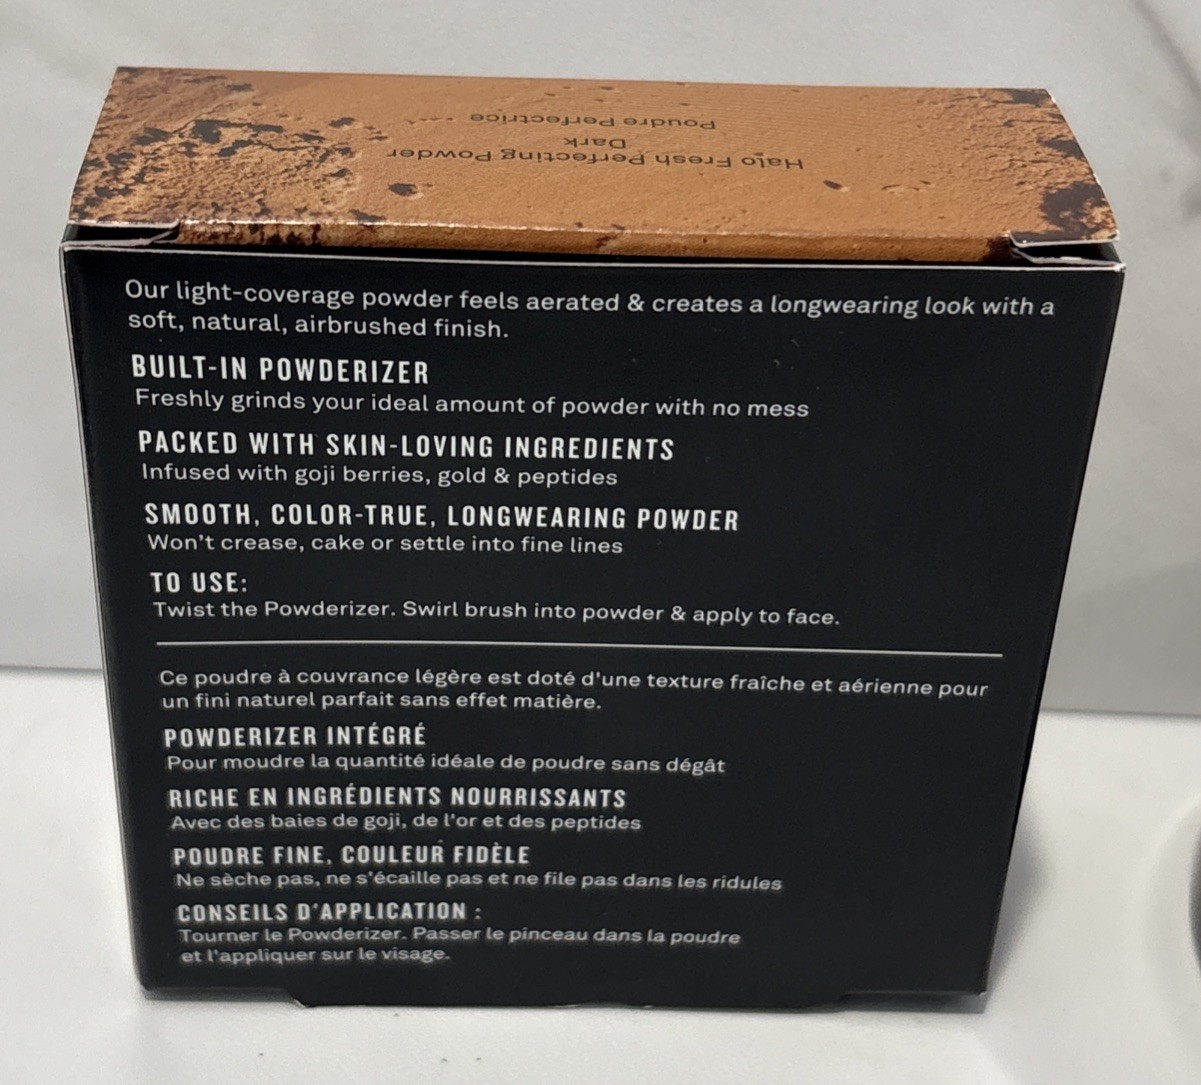 Halo Fresh Perfecting Powder
Dark
Poudre Perfectrice
Our light-coverage powder feels aerated & creates a longwearing look with a
soft, natural, airbrushed finish.
BUILT-IN POWDERIZER
Freshly grinds your ideal amount of powder with no mess
PACKED WITH SKIN-LOVING INGREDIENTS
Infused with goji berries, gold & peptides
SMOOTH, COLOR-TRUE, LONGWEARING POWDER
Won't crease, cake or settle into fine lines
TO USE:
Twist the Powderizer. Swirl brush into powder & apply to face.
Ce poudre à couvrance légère est doté d'une texture fraîche et aérienne pour
un fini naturel parfait sans effet matière.
POWDERIZER INTÉGRÉ
Pour moudre la quantité idéale de poudre sans dégât
RICHE EN INGRÉDIENTS NOURRISSANTS
Avec des baies de goji, de l'or et des peptides
POUDRE FINE, COULEUR FIDÈLE
Ne sèche pas, ne s'écaille pas et ne file pas dans les ridules
CONSEILS D'APPLICATION :
Tourner le Powderizer. Passer le pinceau dans la poudre
et l'appliquer sur le visage.